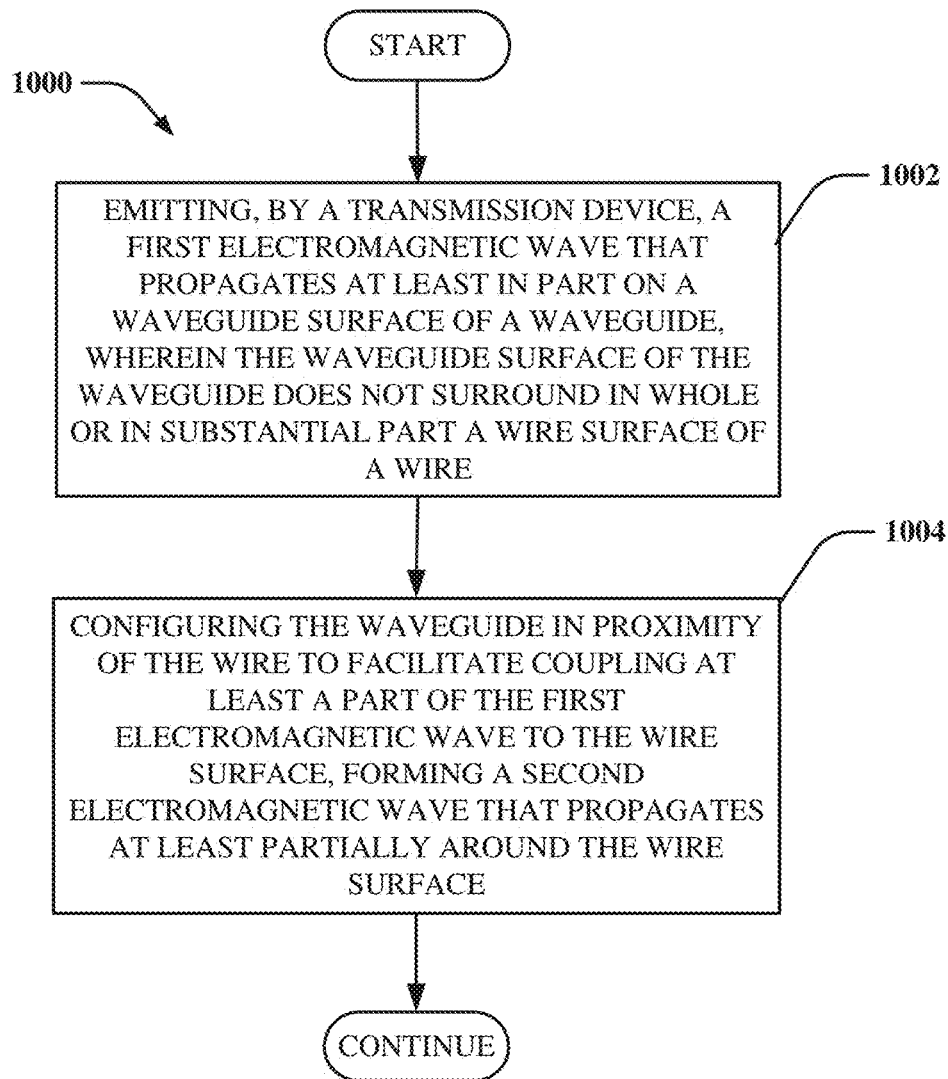 START
1000
1002
EMITTING, BY A TRANSMISSION DEVICE, A
FIRST ELECTROMAGNETIC WAVE THAT
PROPAGATES AT LEAST IN PART ON A
WAVEGUIDE SURFACE OF A WAVEGUIDE,
WHEREIN THE WAVEGUIDE SURFACE OF THE
WAVEGUIDE DOES NOT SURROUND IN WHOLE
OR IN SUBSTANTIAL PART A WIRE SURFACE OF
A WIRE
1004
CONFIGURING THE WAVEGUIDE IN PROXIMITY
OF THE WIRE TO FACILITATE COUPLING AT
LEAST A PART OF THE FIRST
ELECTROMAGNETIC WAVE TO THE WIRE
SURFACE, FORMING A SECOND
ELECTROMAGNETIC WAVE THAT PROPAGATES
AT LEAST PARTIALLY AROUND THE WIRE
SURFACE
CONTINUE